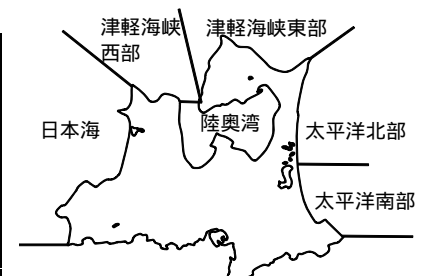 津軽海峡
西部
津軽海峡東部
日本海
陸奥湾
太平洋北部
太平洋南部